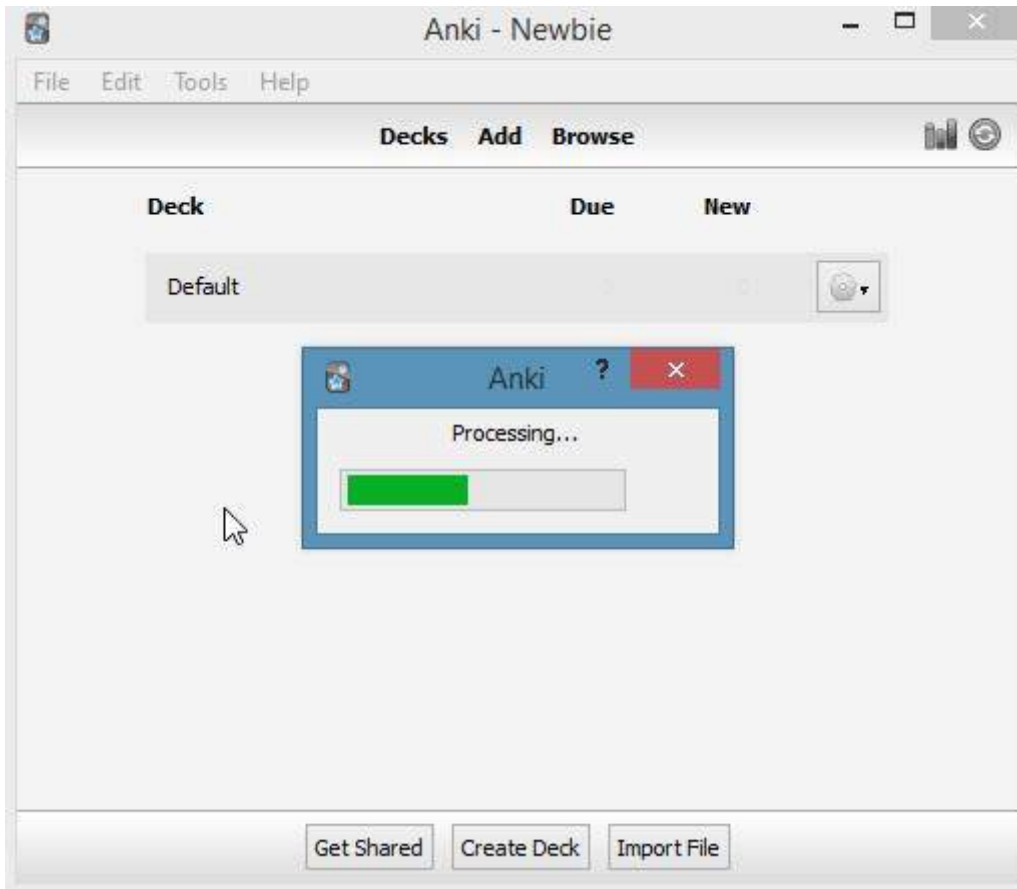 Anki - Newbie
File Edit Tools Help
Decks Add Browse
Deck Due New
Default
Anki ?
Processing...
Get Shared Create Deck Import File